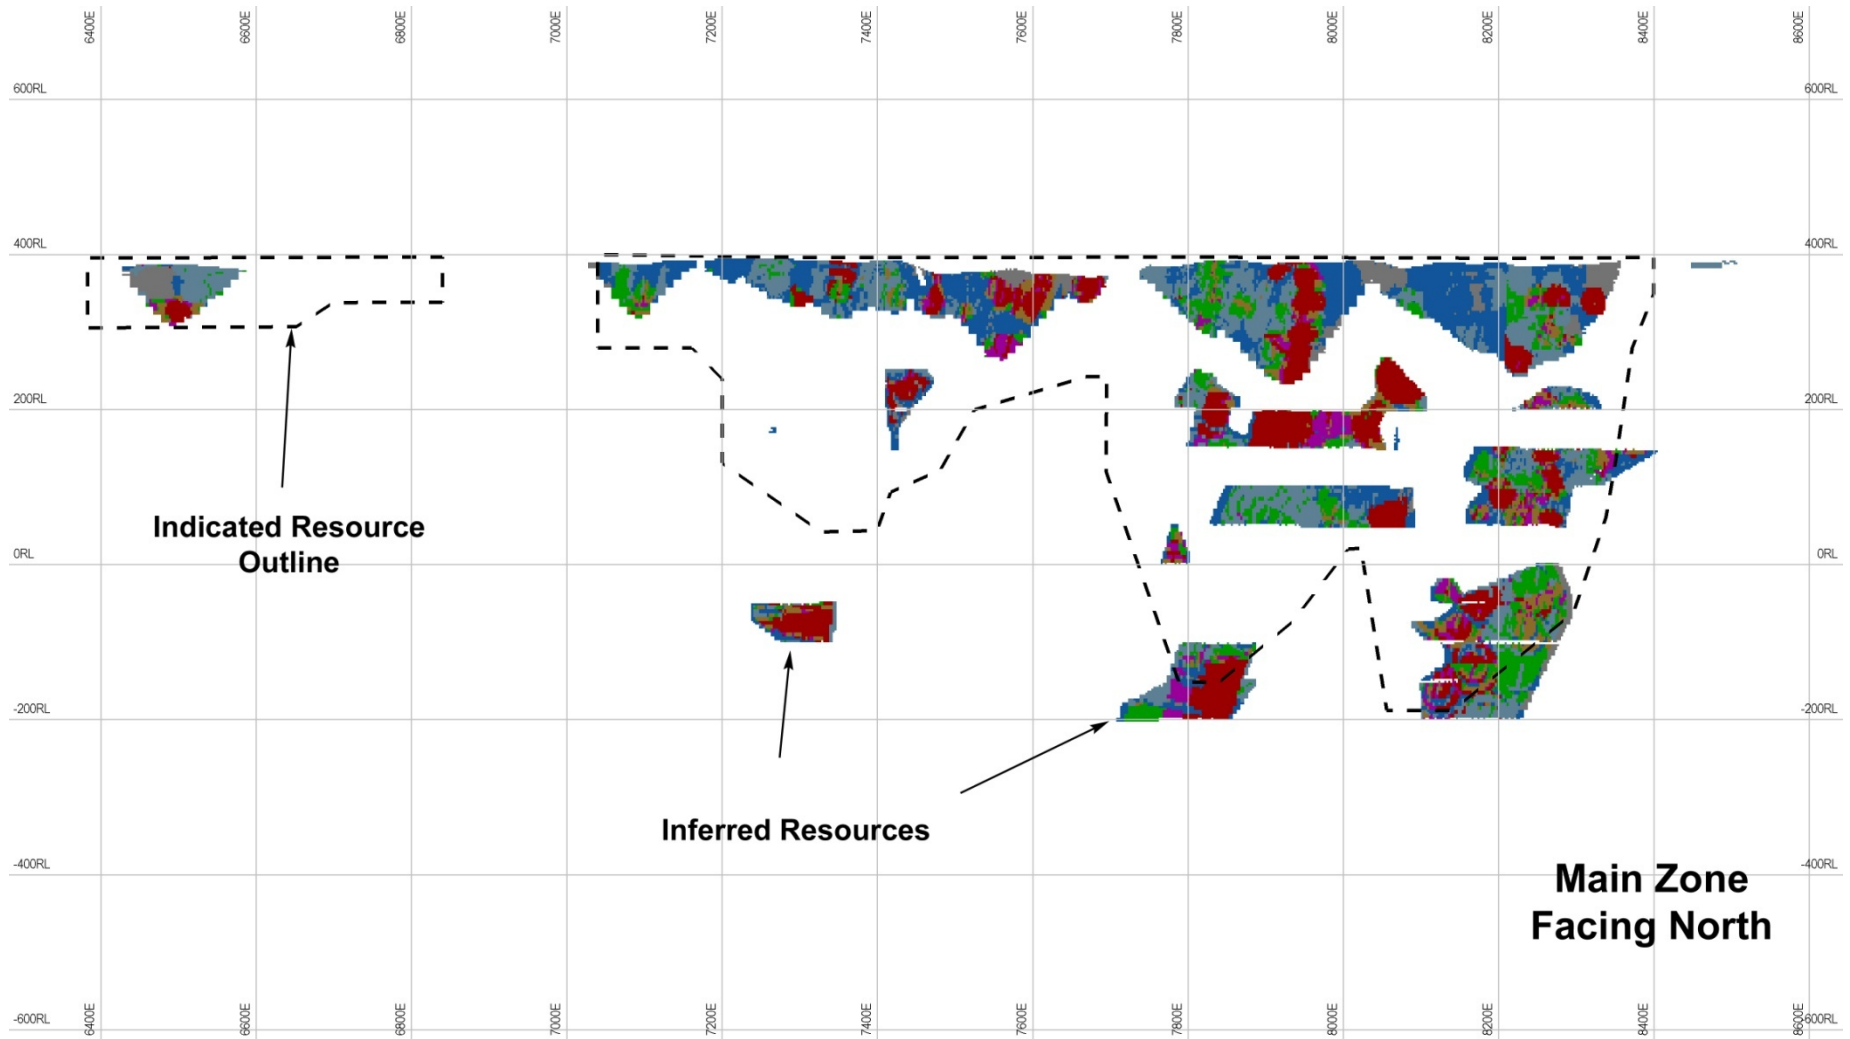 6400E 6600E 6800E 7000E 7200E 7400E 7600E 7800E 8000E 8200E 8400E 8600E
600RL 600RL
400RL 400RL
200RL 200RL
Indicated Resource
Outline
0RL 0RL
-200RL -200RL
Inferred Resources
-400RL -400RL
Main Zone
Facing North
-600RL -600RL
6400E 6600E 6800E 7000E 7200E 7400E 7600E 7800E 8000E 8200E 8400E 8600E